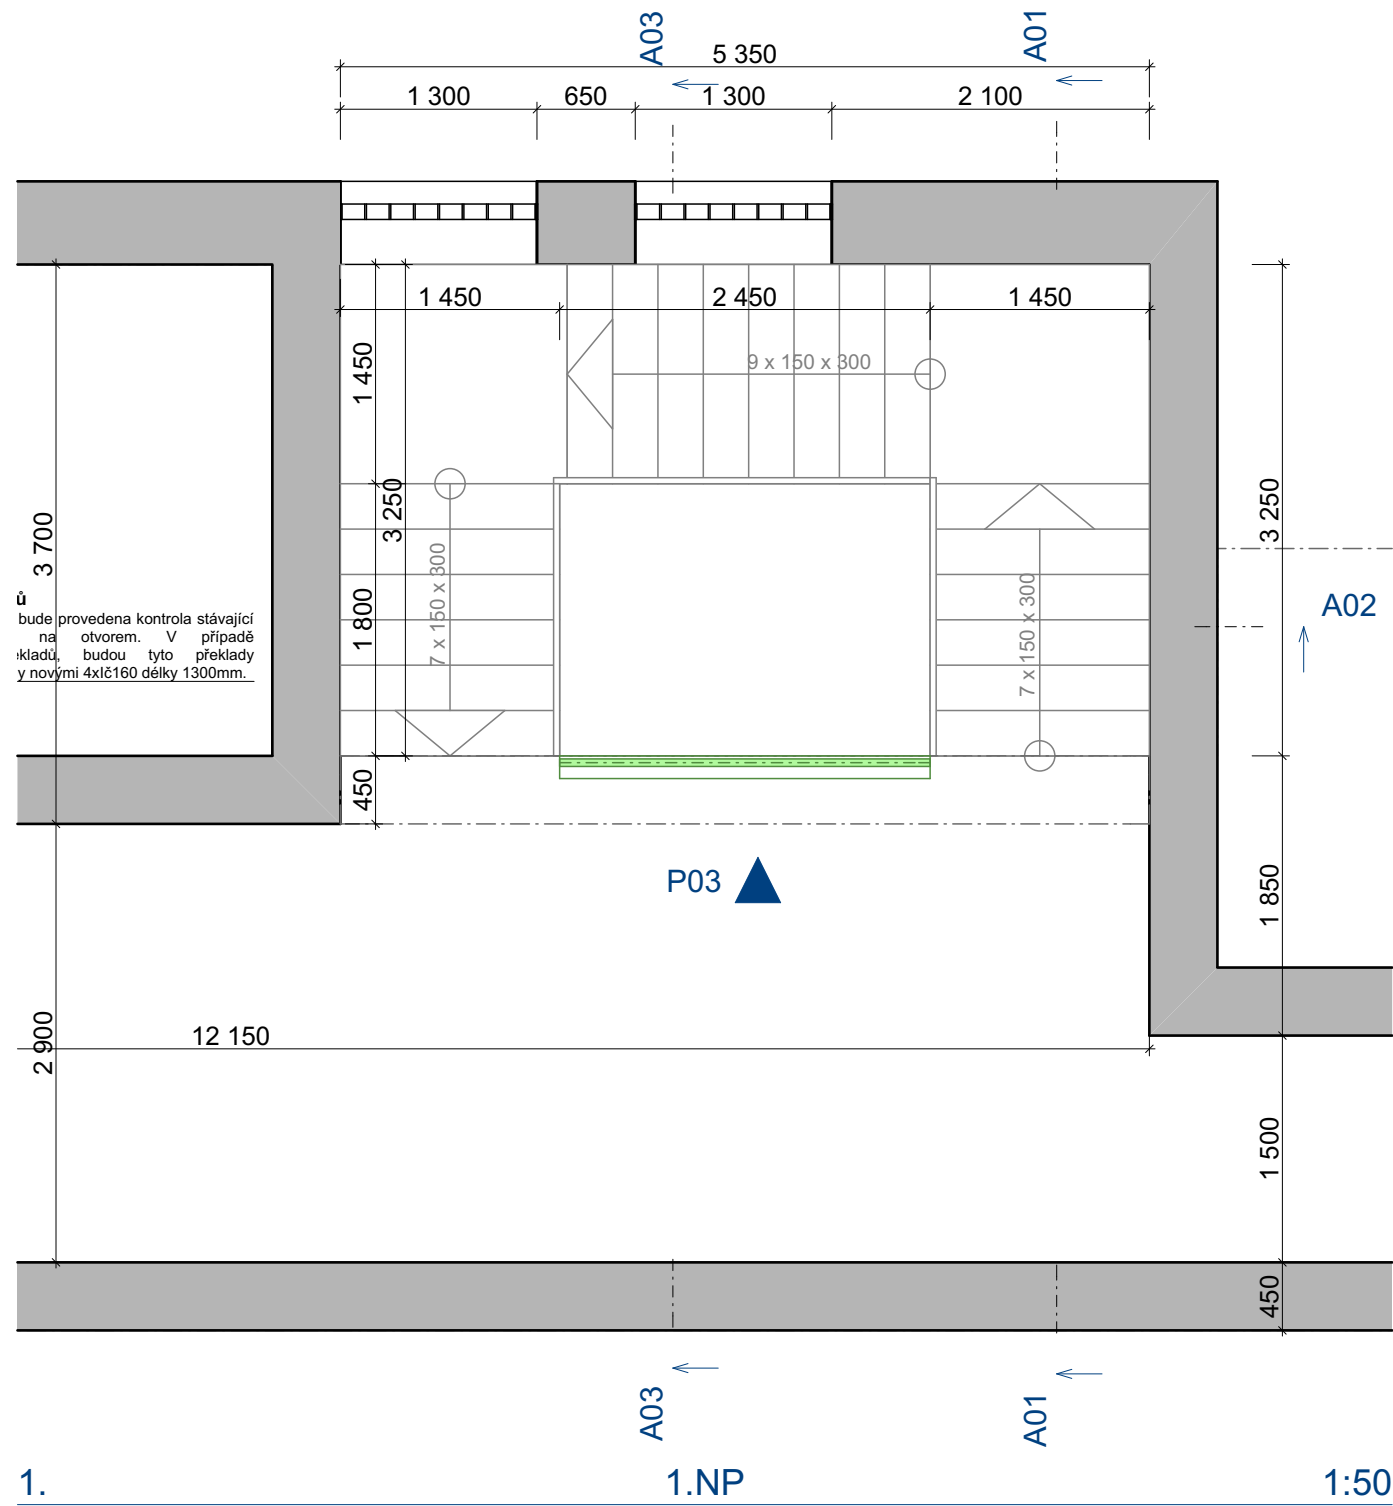 A03
A01
5 350
1 300
650
1 300
2 100
1 450
2 450
1 450
9 x 150 x 300
1 450
3 250
3 250
3 700
7 x 150 x 300
1 800
7 x 150 x 300
A02
ů
bude provedena kontrola stávající
na otvorem. V případě
budou tyto překlady
novými 4xIč160 délky 1300mm.
450
P03
1 850
2 900
12 150
1 500
450
A03
A01
1.
1.NP
1:50